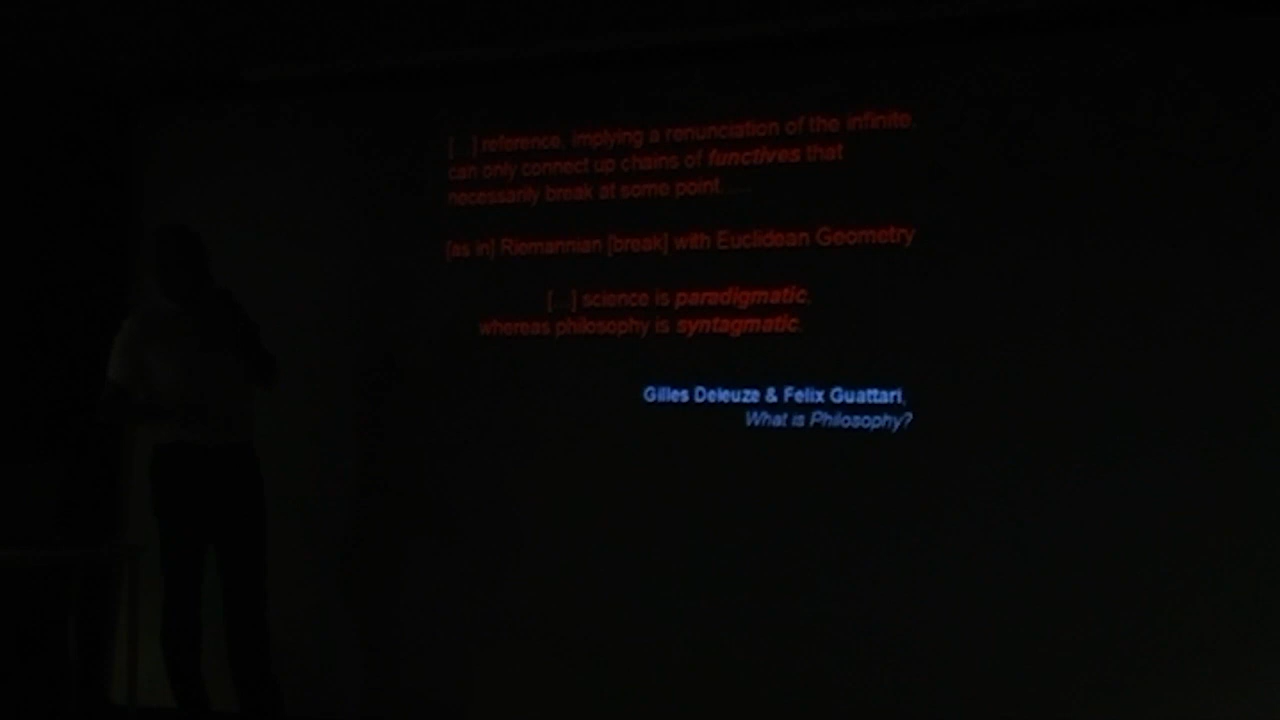 [...] reference, implying a renunciation of the infinite,
can only connect up chains of functives that
necessarily break at some point.....
[as in] Riemannian [break] with Euclidean Geometry
[...] science is paradigmatic,
whereas philosophy is syntagmatic.
Gilles Deleuze & Felix Guattari,
What is Philosophy?